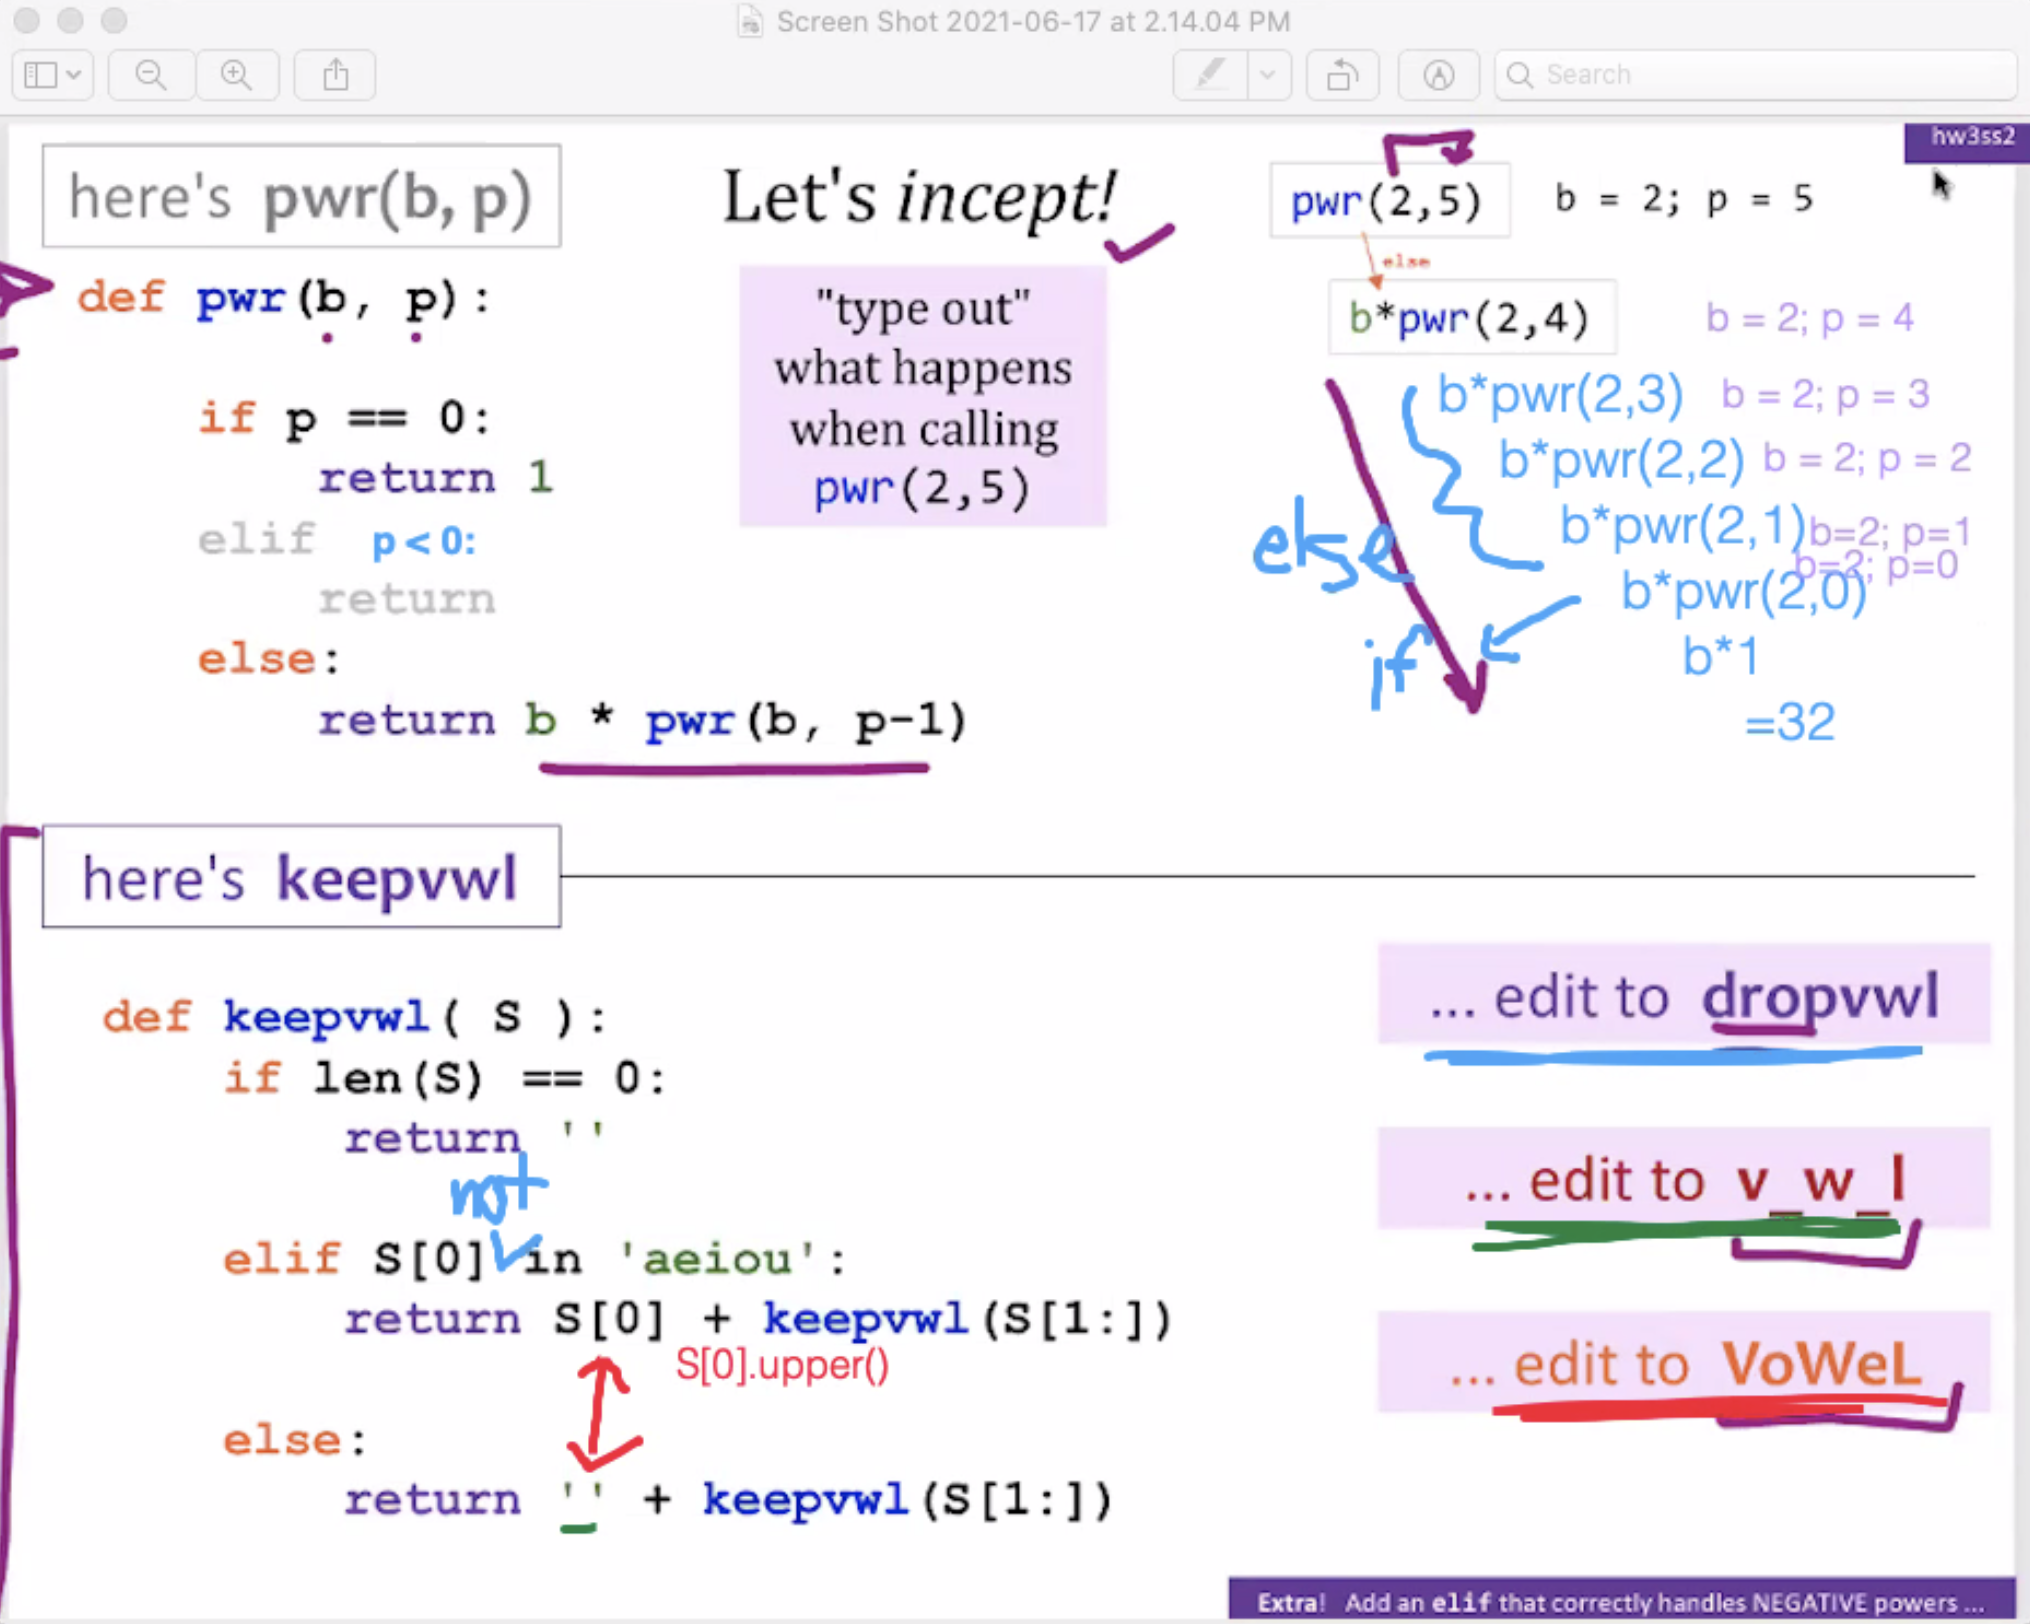 Screen Shot 2021-06-17 at 2.14.04 PM
Search
hw3ss2
here's pwr(b, p)
def pwr(b, p):
if p == 0:
return 1
elif p < 0:
return
else:
return b * pwr(b, p-1)
Let's incept!
"type out"
what happens
when calling
pwr(2,5)
pwr(2,5) b = 2; p = 5
else
b*pwr(2,4) b = 2; p = 4
b*pwr(2,3) b = 2; p = 3
b*pwr(2,2) b = 2; p = 2
b*pwr(2,1) b=2; p=1
b=2; p=0
b*pwr(2,0)
else
if
b*1
=32
here's keepvwl
def keepvwl( S ):
if len(S) == 0:
return ''
not
elif S[0] in 'aeiou':
return S[0] + keepvwl(S[1:])
S[0].upper()
else:
return '' + keepvwl(S[1:])
... edit to dropvwl
... edit to v_w_l
... edit to VoWeL
Extra! Add an elif that correctly handles NEGATIVE powers ...